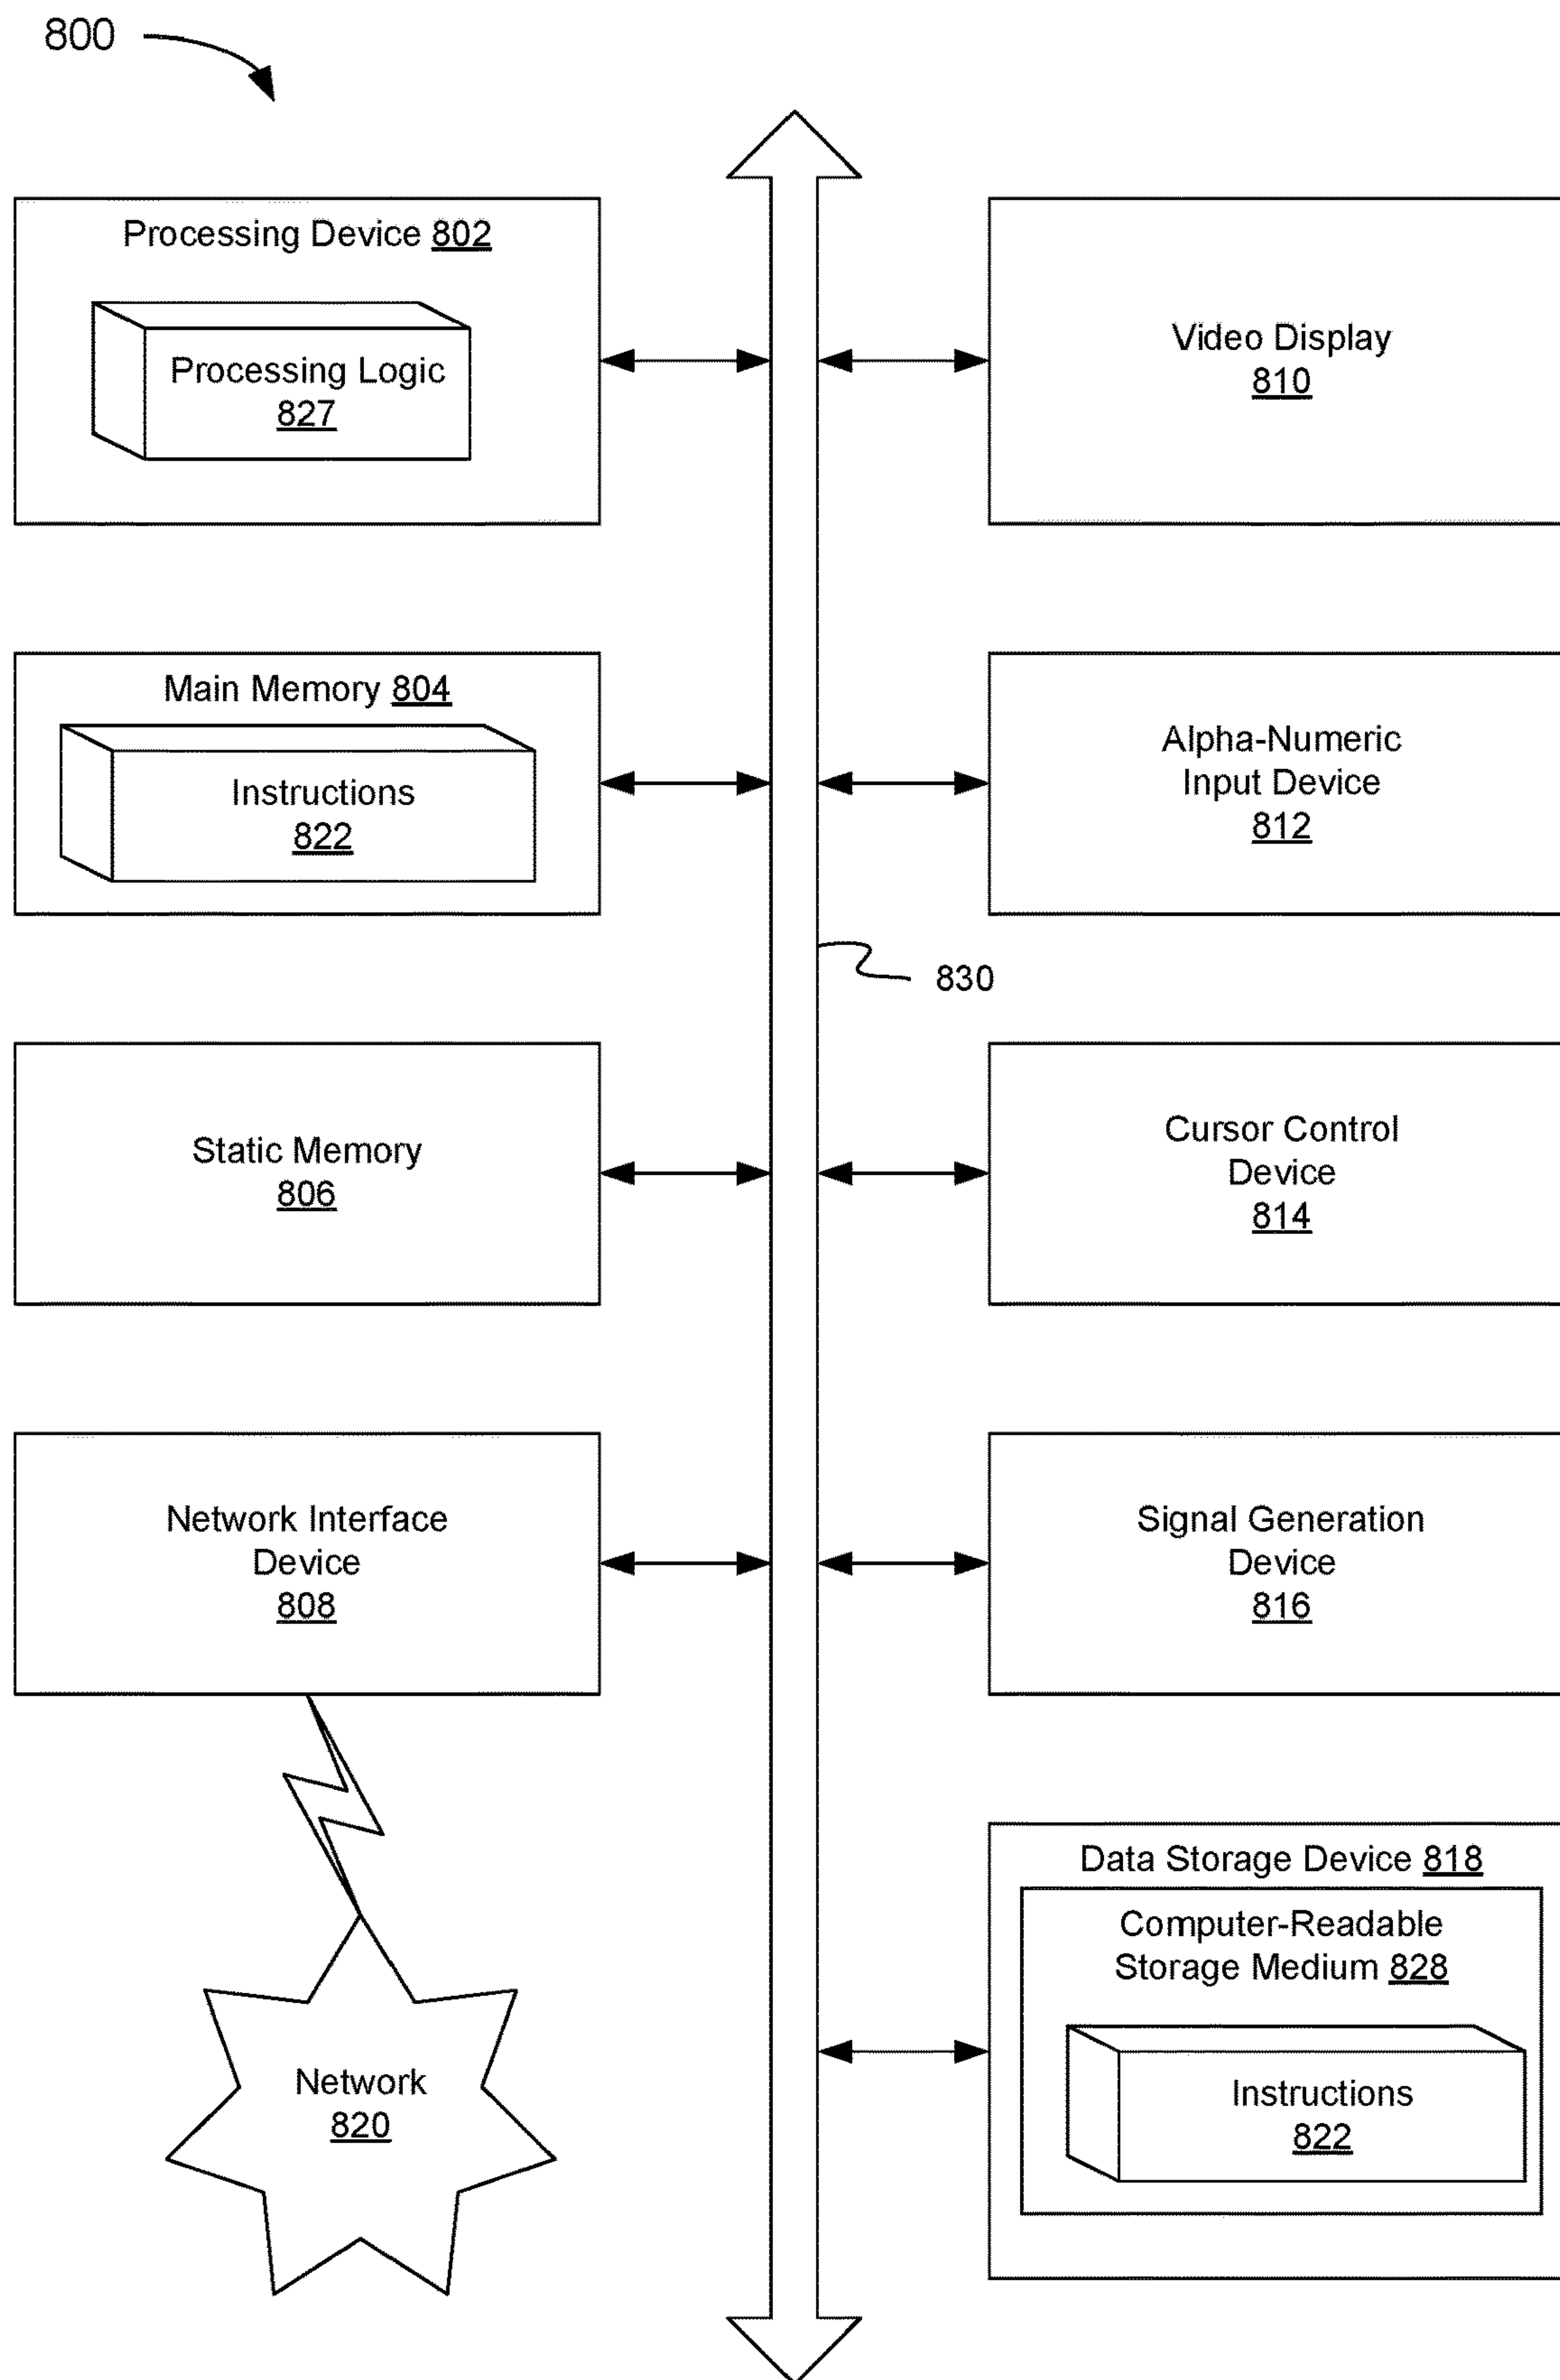 800
Processing Device 802
Processing Logic
827
Video Display
810
Main Memory 804
Instructions
822
Alpha-Numeric
Input Device
812
830
Static Memory
806
Cursor Control
Device
814
Network Interface
Device
808
Signal Generation
Device
816
Data Storage Device 818
Computer-Readable
Storage Medium 828
Instructions
822
Network
820